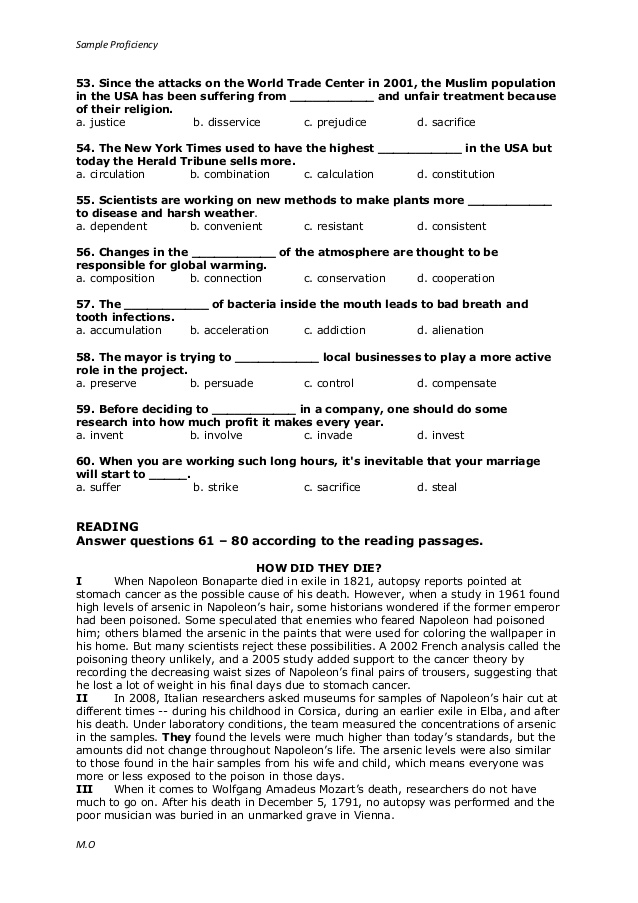 Sample Proficiency
53. Since the attacks on the World Trade Center in 2001, the Muslim population
in the USA has been suffering from ____________ and unfair treatment because
of their religion.
a. justice b. disservice c. prejudice d. sacrifice
54. The New York Times used to have the highest ____________ in the USA but
today the Herald Tribune sells more.
a. circulation b. combination c. calculation d. constitution
55. Scientists are working on new methods to make plants more ____________
to disease and harsh weather.
a. dependent b. convenient c. resistant d. consistent
56. Changes in the ____________ of the atmosphere are thought to be
responsible for global warming.
a. composition b. connection c. conservation d. cooperation
57. The ____________ of bacteria inside the mouth leads to bad breath and
tooth infections.
a. accumulation b. acceleration c. addiction d. alienation
58. The mayor is trying to ____________ local businesses to play a more active
role in the project.
a. preserve b. persuade c. control d. compensate
59. Before deciding to ____________ in a company, one should do some
research into how much profit it makes every year.
a. invent b. involve c. invade d. invest
60. When you are working such long hours, it's inevitable that your marriage
will start to _____.
a. suffer b. strike c. sacrifice d. steal
READING
Answer questions 61 – 80 according to the reading passages.
HOW DID THEY DIE?
I When Napoleon Bonaparte died in exile in 1821, autopsy reports pointed at
stomach cancer as the possible cause of his death. However, when a study in 1961 found
high levels of arsenic in Napoleon's hair, some historians wondered if the former emperor
had been poisoned. Some speculated that enemies who feared Napoleon had poisoned
him; others blamed the arsenic in the paints that were used for coloring the wallpaper in
his home. But many scientists reject these possibilities. A 2002 French analysis called the
poisoning theory unlikely, and a 2005 study added support to the cancer theory by
recording the decreasing waist sizes of Napoleon's final pairs of trousers, suggesting that
he lost a lot of weight in his final days due to stomach cancer.
II In 2008, Italian researchers asked museums for samples of Napoleon's hair cut at
different times -- during his childhood in Corsica, during an earlier exile in Elba, and after
his death. Under laboratory conditions, the team measured the concentrations of arsenic
in the samples. They found the levels were much higher than today's standards, but the
amounts did not change throughout Napoleon's life. The arsenic levels were also similar
to those found in the hair samples from his wife and child, which means everyone was
more or less exposed to the poison in those days.
III When it comes to Wolfgang Amadeus Mozart's death, researchers do not have
much to go on. After his death in December 5, 1791, no autopsy was performed and the
poor musician was buried in an unmarked grave in Vienna.
M.O